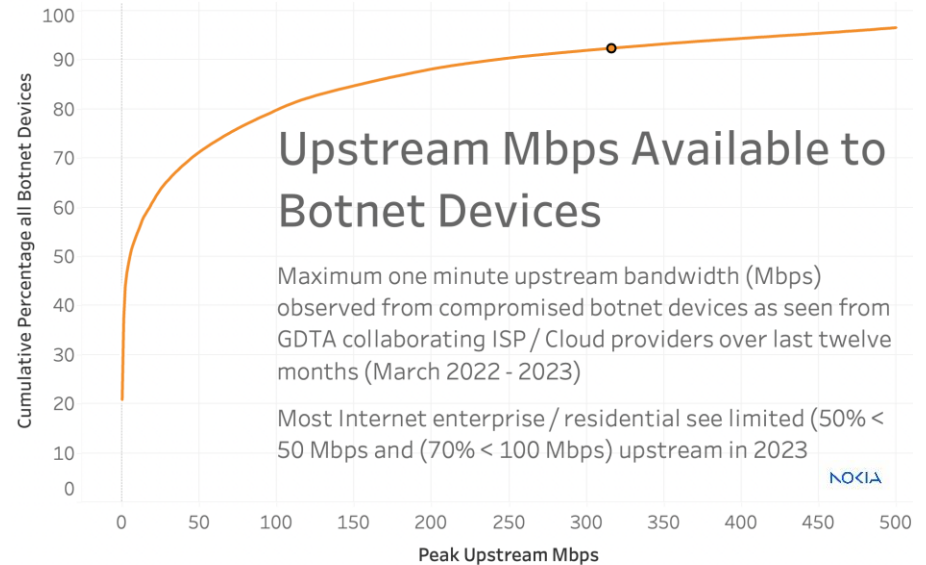 100
90
80
70
60
50
40
30
20
10
0
Cumulative Percentage all Botnet Devices
Upstream Mbps Available to
Botnet Devices
Maximum one minute upstream bandwidth (Mbps)
observed from compromised botnet devices as seen from
GDTA collaborating ISP / Cloud providers over last twelve
months (March 2022 - 2023)
Most Internet enterprise / residential see limited (50% <
50 Mbps and (70% < 100 Mbps) upstream in 2023
NOKIA
0 50 100 150 200 250 300 350 400 450 500
Peak Upstream Mbps